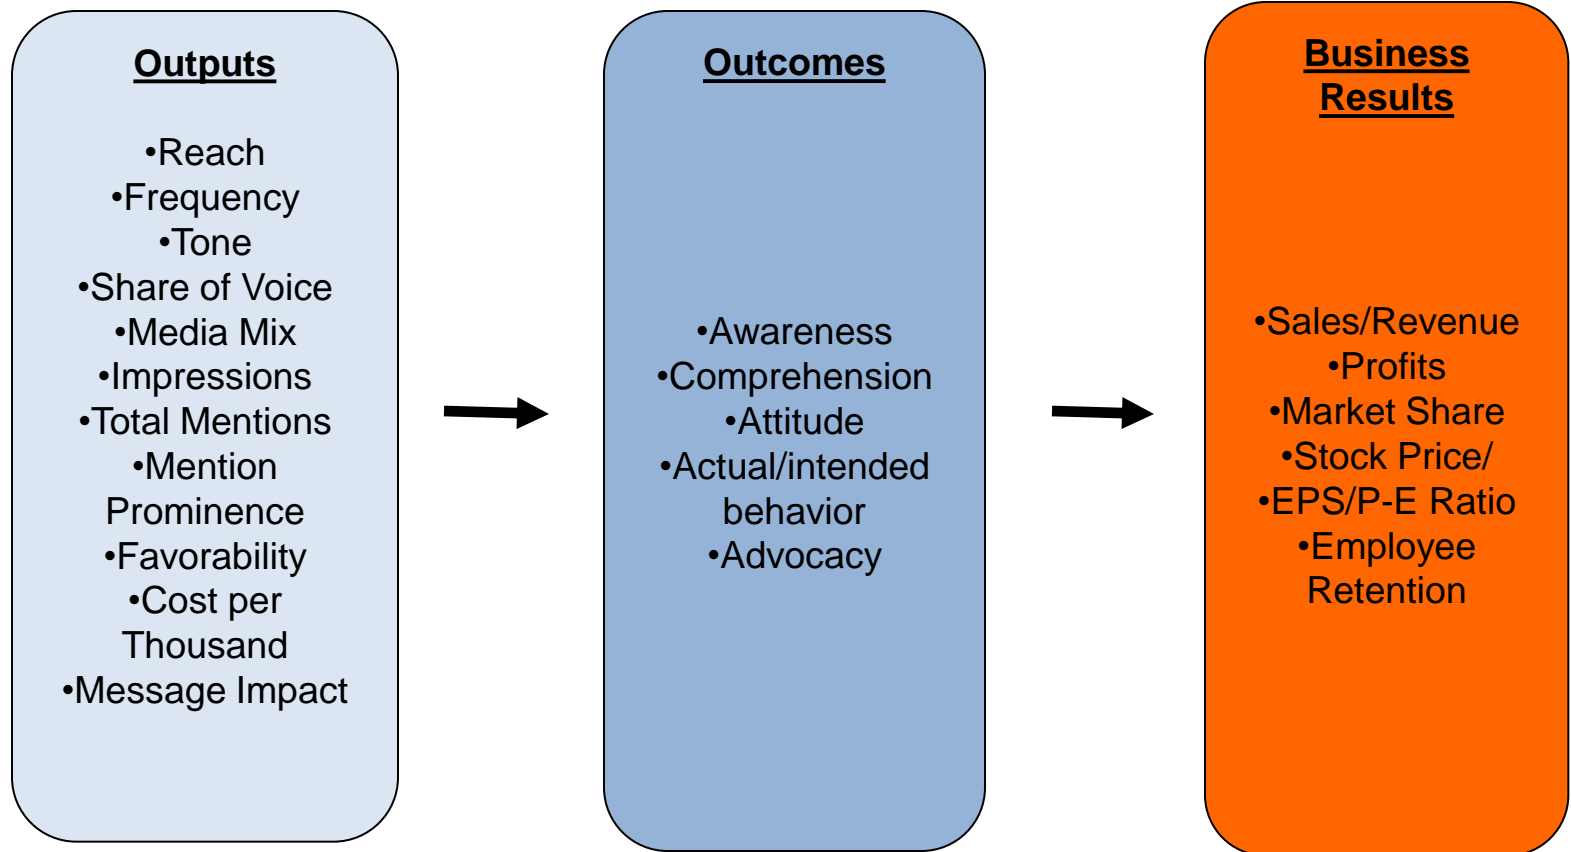 Outputs
•Reach
•Frequency
•Tone
•Share of Voice
•Media Mix
•Impressions
•Total Mentions
•Mention
Prominence
•Favorability
•Cost per
Thousand
•Message Impact
Outcomes
•Awareness
•Comprehension
•Attitude
•Actual/intended
behavior
•Advocacy
Business
Results
•Sales/Revenue
•Profits
•Market Share
•Stock Price/
•EPS/P-E Ratio
•Employee
Retention